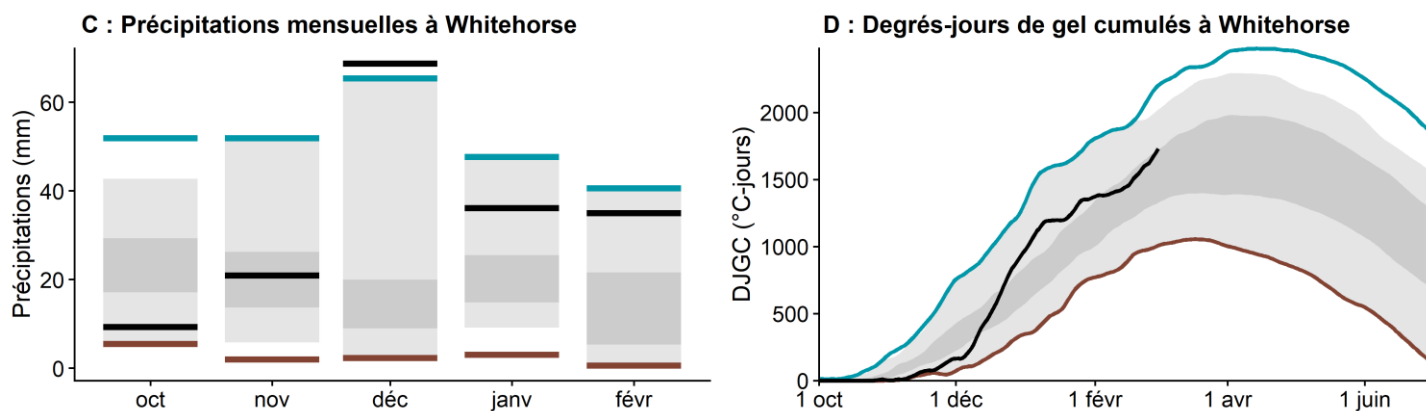 C : Précipitations mensuelles à Whitehorse
Précipitations (mm)
60
40
20
0
oct nov déc janv févr
D : Degrés-jours de gel cumulés à Whitehorse
DJGC (°C-jours)
2000
1500
1000
500
0
1 oct 1 déc 1 févr 1 avr 1 juin